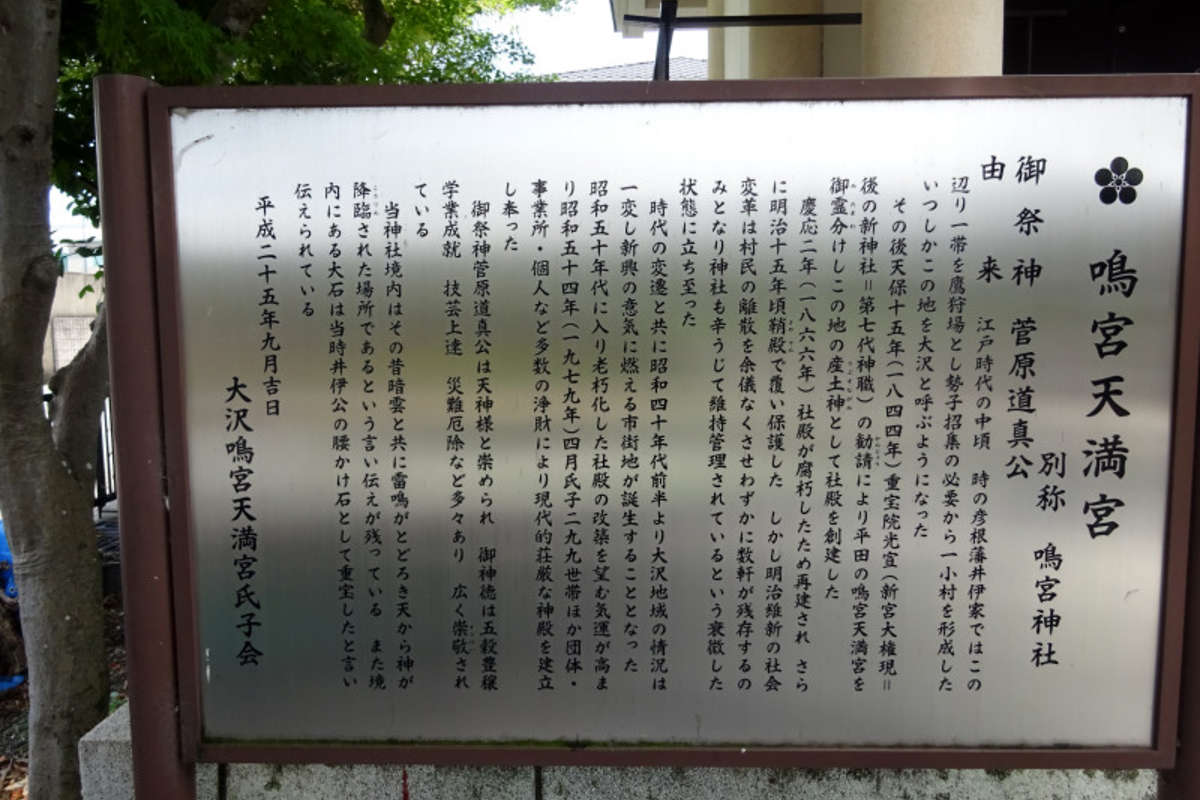 鳴宮天満宮
別称 鳴宮神社
御祭神 菅原道真公
由来 江戸時代の中頃 時の彦根藩井伊家ではこの
辺り一帯を鷹狩場とし勢子招集の必要から一小村を形成した
いつしかこの地を大沢と呼ぶようになった
その後天保十五年(一八四四年)重宝院光宣(新宮大権現=
後の新神社=第七代神職)の勧請により平田の鳴宮天満宮を
御霊分けしこの地の産土神として社殿を創建した
慶応二年(一八六六年)社殿が腐朽したため再建され さら
に明治十五年頃鞘殿で覆い保護した しかし明治維新の社会
変革は村民の離散を余儀なくさせわずかに数軒が残存するの
みとなり神社も辛うじて維持管理されているという衰微した
状態に立ち至った
時代の変遷と共に昭和四十年代前半より大沢地域の情況は
一変し新興の意気に燃える市街地が誕生することとなった
昭和五十年代に入り老朽化した社殿の改築を望む気運が高ま
り昭和五十四年(一九七九年)四月氏子二九九世帯ほか団体・
事業所・個人など多数の浄財により現代的荘厳な神殿を建立
し奉った
御祭神菅原道真公は天神様と崇められ 御神徳は五穀豊穣
学業成就 技芸上達 災難厄除など多々あり 広く崇敬され
ている
当神社境内はその昔暗雲と共に雷鳴がとどろき天から神が
降臨された場所であるという言い伝えが残っている また境
内にある大石は当時井伊公の腰かけ石として重宝したと言い
伝えられている
平成二十五年九月吉日
大沢鳴宮天満宮氏子会